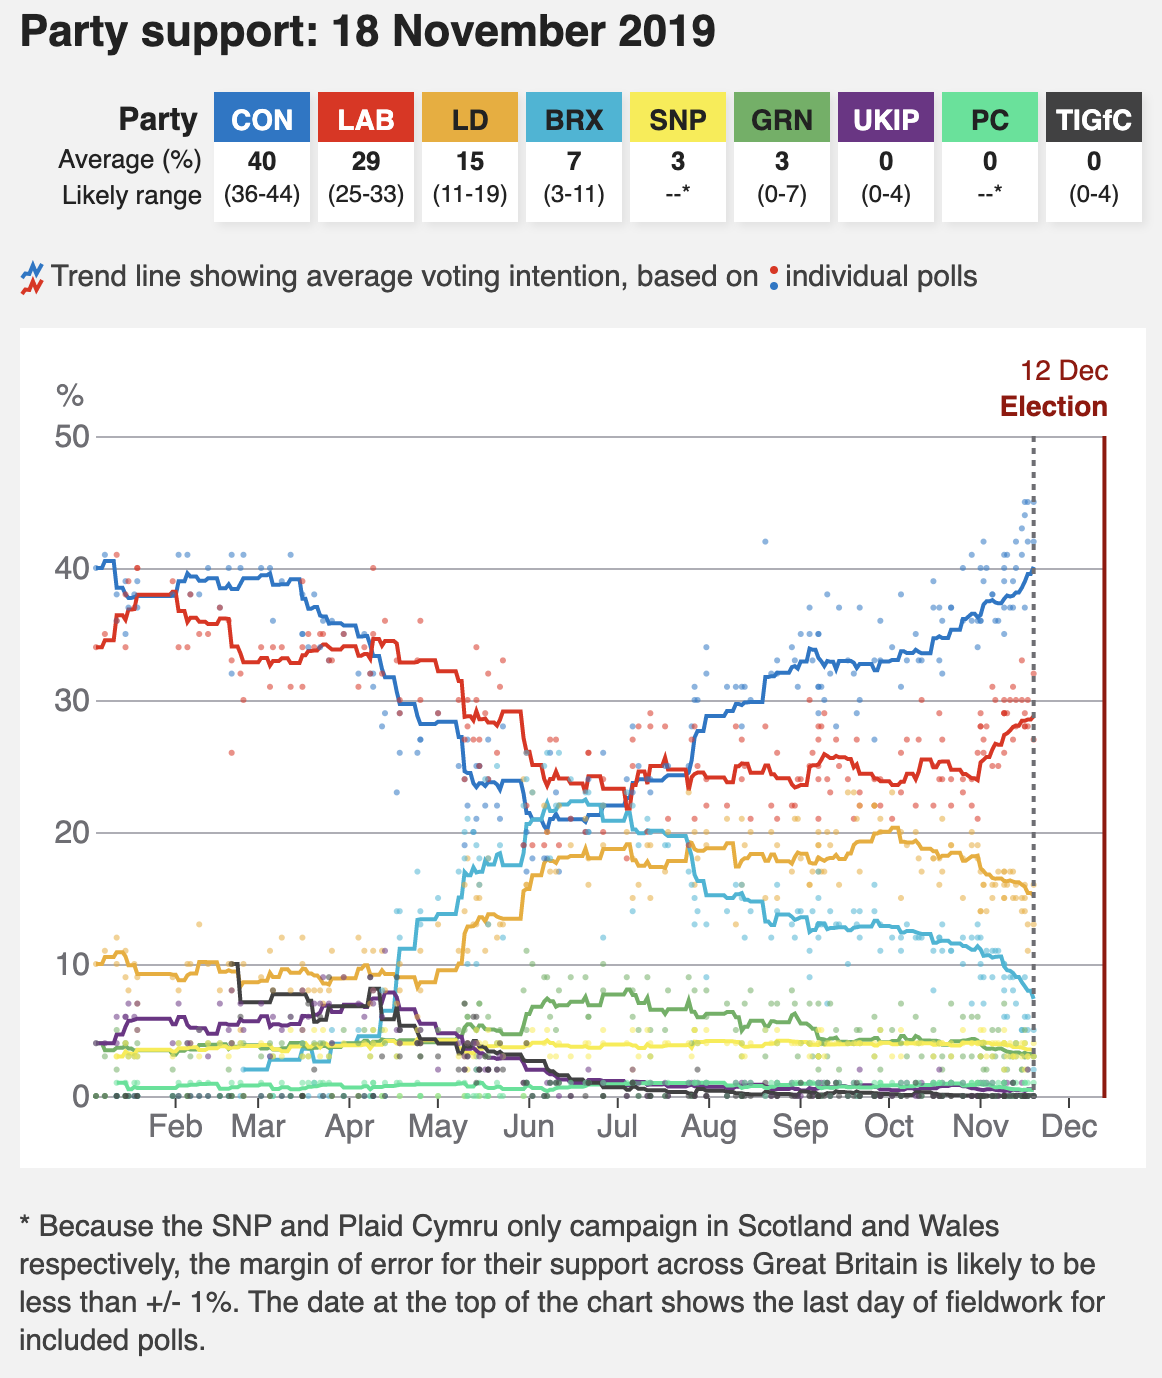 Party support: 18 November 2019
Party CON LAB LD BRX SNP GRN UKIP PC TIGfC
Average (%) 40 29 15 7 3 3 0 0 0
Likely range (36-44) (25-33) (11-19) (3-11) --* (0-7) (0-4) --* (0-4)
Trend line showing average voting intention, based on individual polls
12 Dec
Election
%
50
40
30
20
10
0
Feb Mar Apr May Jun Jul Aug Sep Oct Nov Dec
* Because the SNP and Plaid Cymru only campaign in Scotland and Wales
respectively, the margin of error for their support across Great Britain is likely to be
less than +/- 1%. The date at the top of the chart shows the last day of fieldwork for
included polls.